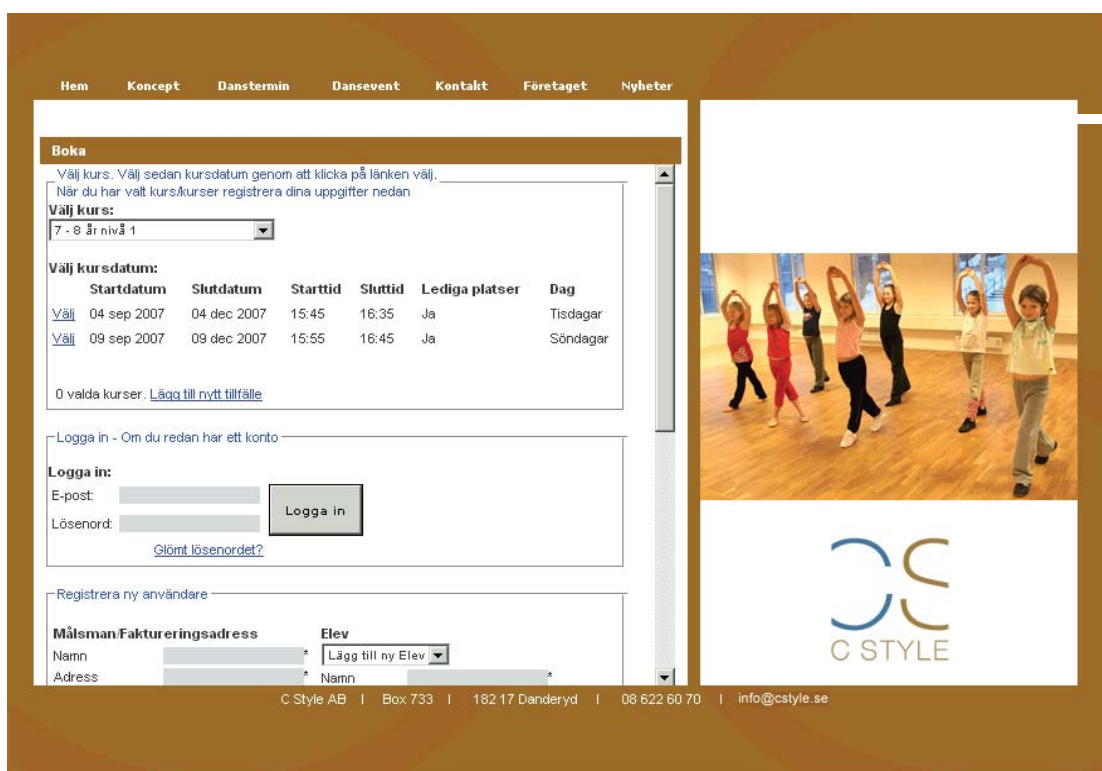 Hem Koncept Danstermin Dansevent Kontakt Företaget Nyheter
Boka
Välj kurs. Välj sedan kursdatum genom att klicka på länken välj.
När du har valt kurs/kurser registrera dina uppgifter nedan
Välj kurs:
7 - 8 år nivå 1
Välj kursdatum:
Startdatum Slutdatum Starttid Sluttid Lediga platser Dag
Välj 04 sep 2007 04 dec 2007 15:45 16:35 Ja Tisdagar
Välj 09 sep 2007 09 dec 2007 15:55 16:45 Ja Söndagar
0 valda kurser. Lägg till nytt tillfälle
Logga in - Om du redan har ett konto
Logga in:
E-post:
Lösenord:
Logga in
Glömt lösenordet?
Registrera ny användare
Målsman/Faktureringsadress Elev
Namn * Lägg till ny Elev
Adress * Namn *
CS
C STYLE
C Style AB I Box 733 I 182 17 Danderyd I 08 622 60 70 I info@cstyle.se